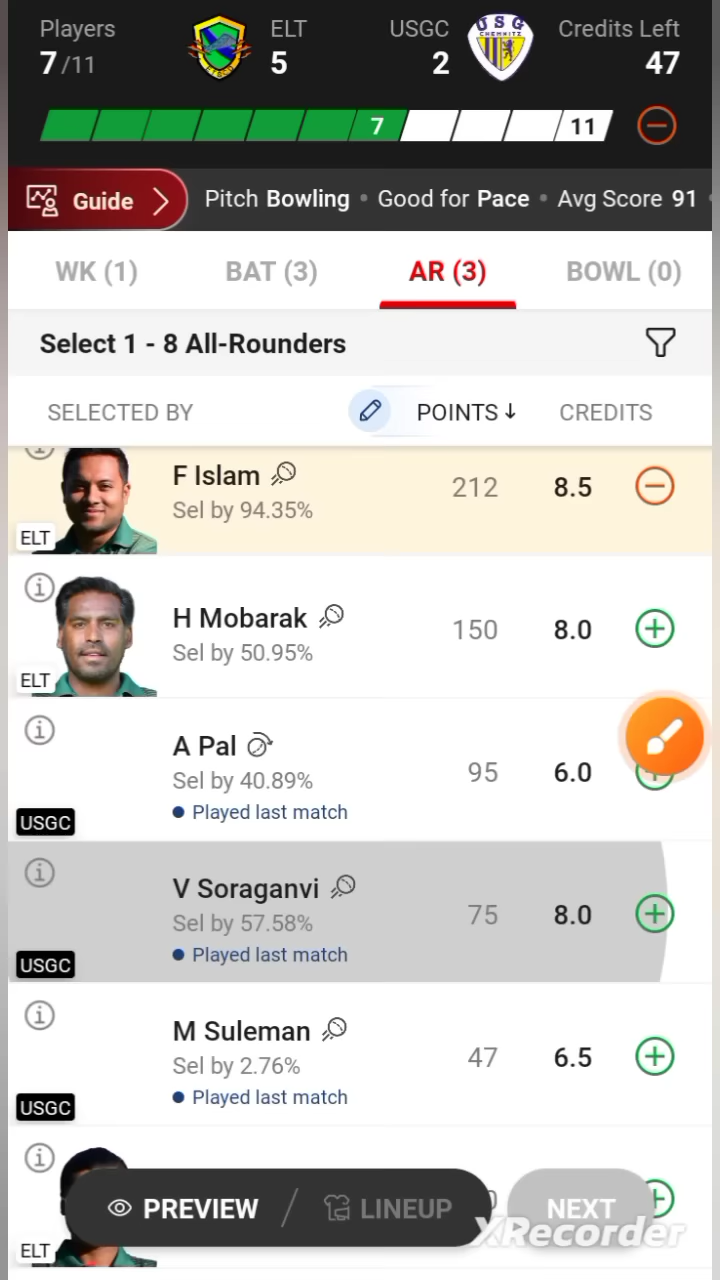 Players
7/11
ELT
5
USGC
2
USG
CHEMNITZ
Credits Left
47
7
11
Guide
Pitch Bowling • Good for Pace • Avg Score 91
WK (1)
BAT (3)
AR (3)
BOWL (0)
Select 1 - 8 All-Rounders
SELECTED BY
POINTS ↓
CREDITS
F Islam
Sel by 94.35%
212
8.5
ELT
H Mobarak
Sel by 50.95%
150
8.0
ELT
A Pal
Sel by 40.89%
Played last match
95
6.0
USGC
V Soraganvi
Sel by 57.58%
Played last match
75
8.0
USGC
M Suleman
Sel by 2.76%
Played last match
47
6.5
USGC
ELT
PREVIEW / LINEUP
NEXT
XRecorder